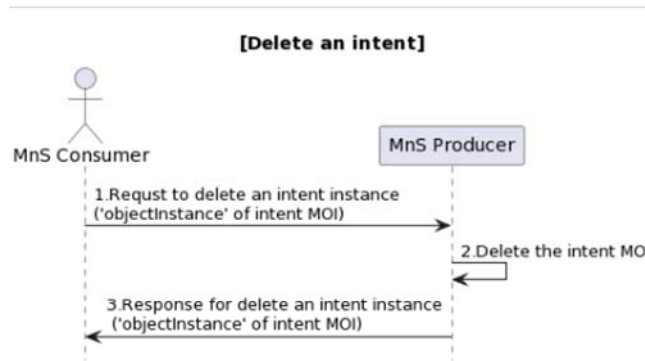 [Delete an intent]
MnS Consumer
MnS Producer
1.Requst to delete an intent instance
('objectInstance' of intent MOI)
2.Delete the intent MO
3.Response for delete an intent instance
('objectInstance' of intent MOI)